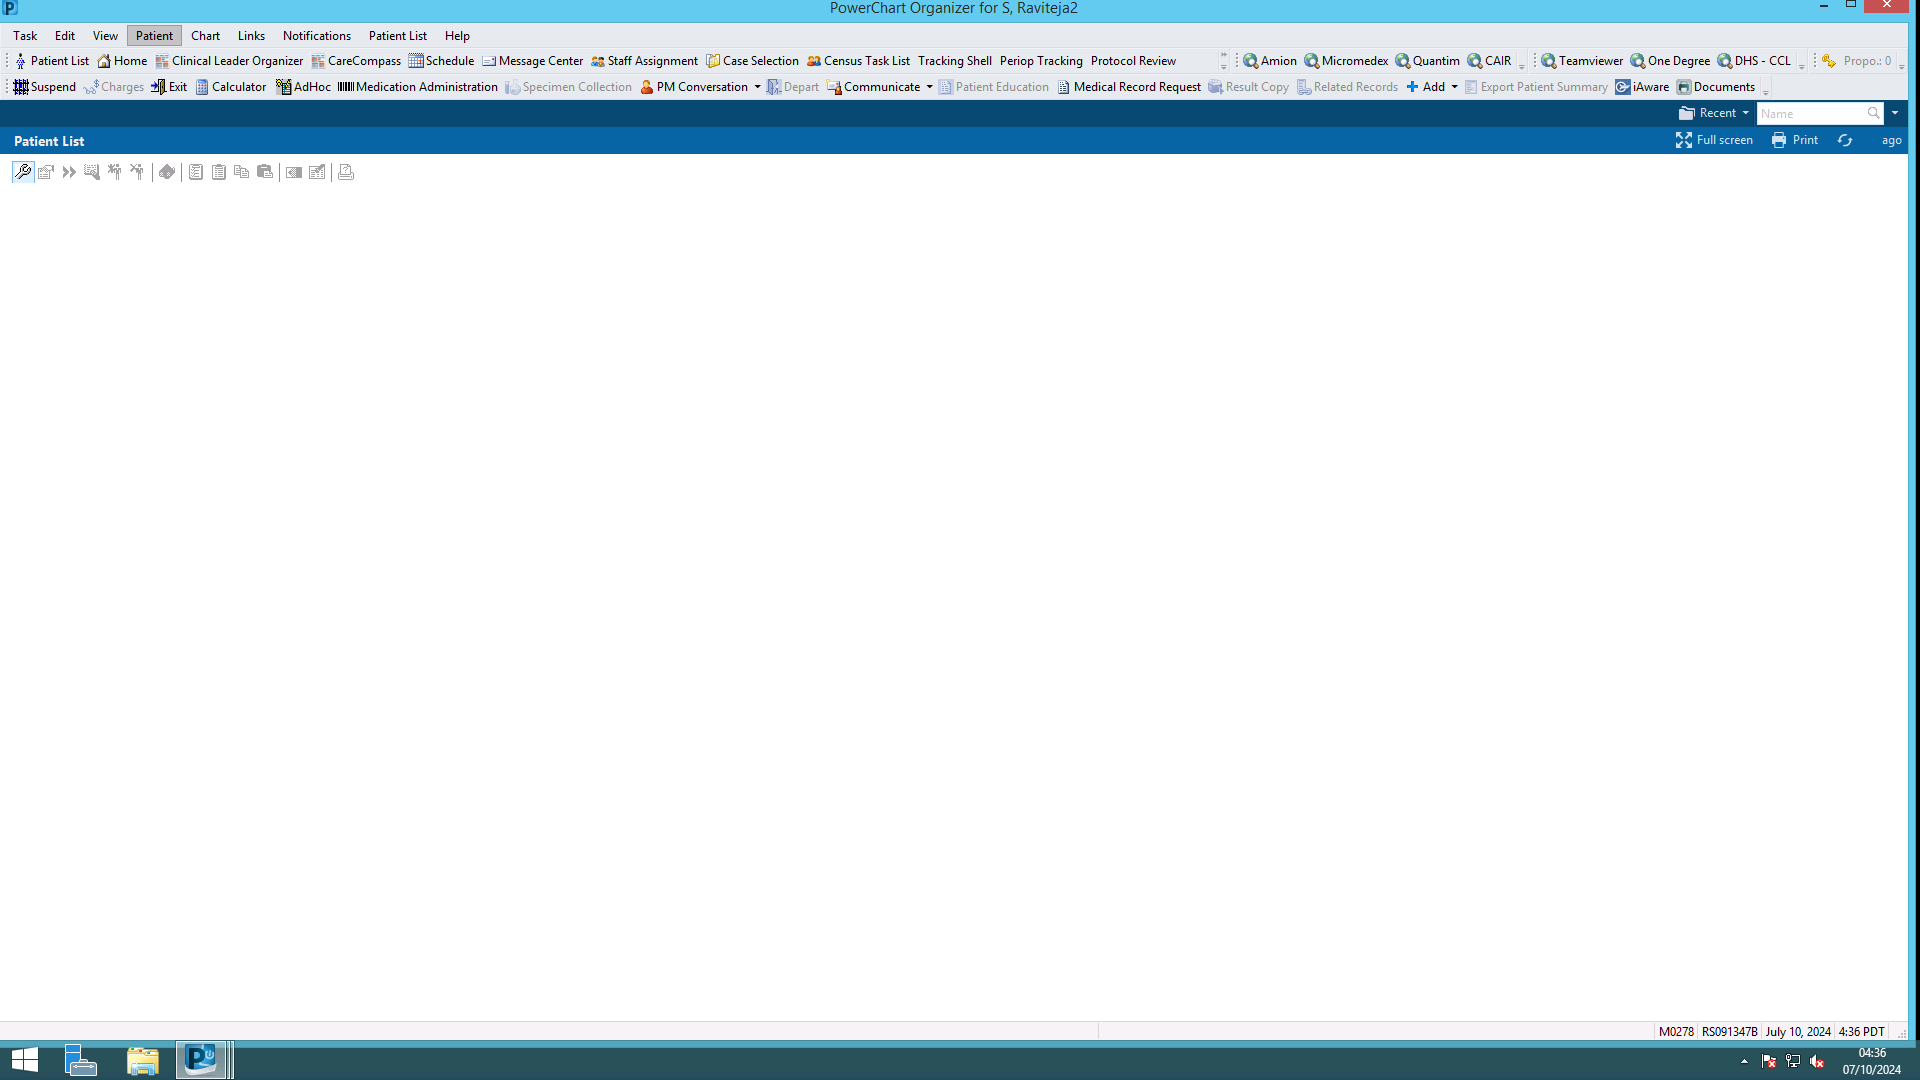 PowerChart Organizer for S, Raviteja2
Task Edit View Patient Chart Links Notifications Patient List Help
Patient List Home Clinical Leader Organizer CareCompass Schedule Message Center Staff Assignment Case Selection Census Task List Tracking Shell Periop Tracking Protocol Review Amion Micromedex Quantim CAIR Teamviewer One Degree DHS - CCL Propo.: 0
Suspend Charges Exit Calculator AdHoc Medication Administration Specimen Collection PM Conversation Depart Communicate Patient Education Medical Record Request Result Copy Related Records Add Export Patient Summary iAware Documents
Recent Name
Patient List Full screen Print ago
M0278 RS091347B July 10, 2024 4:36 PDT
04:36
07/10/2024